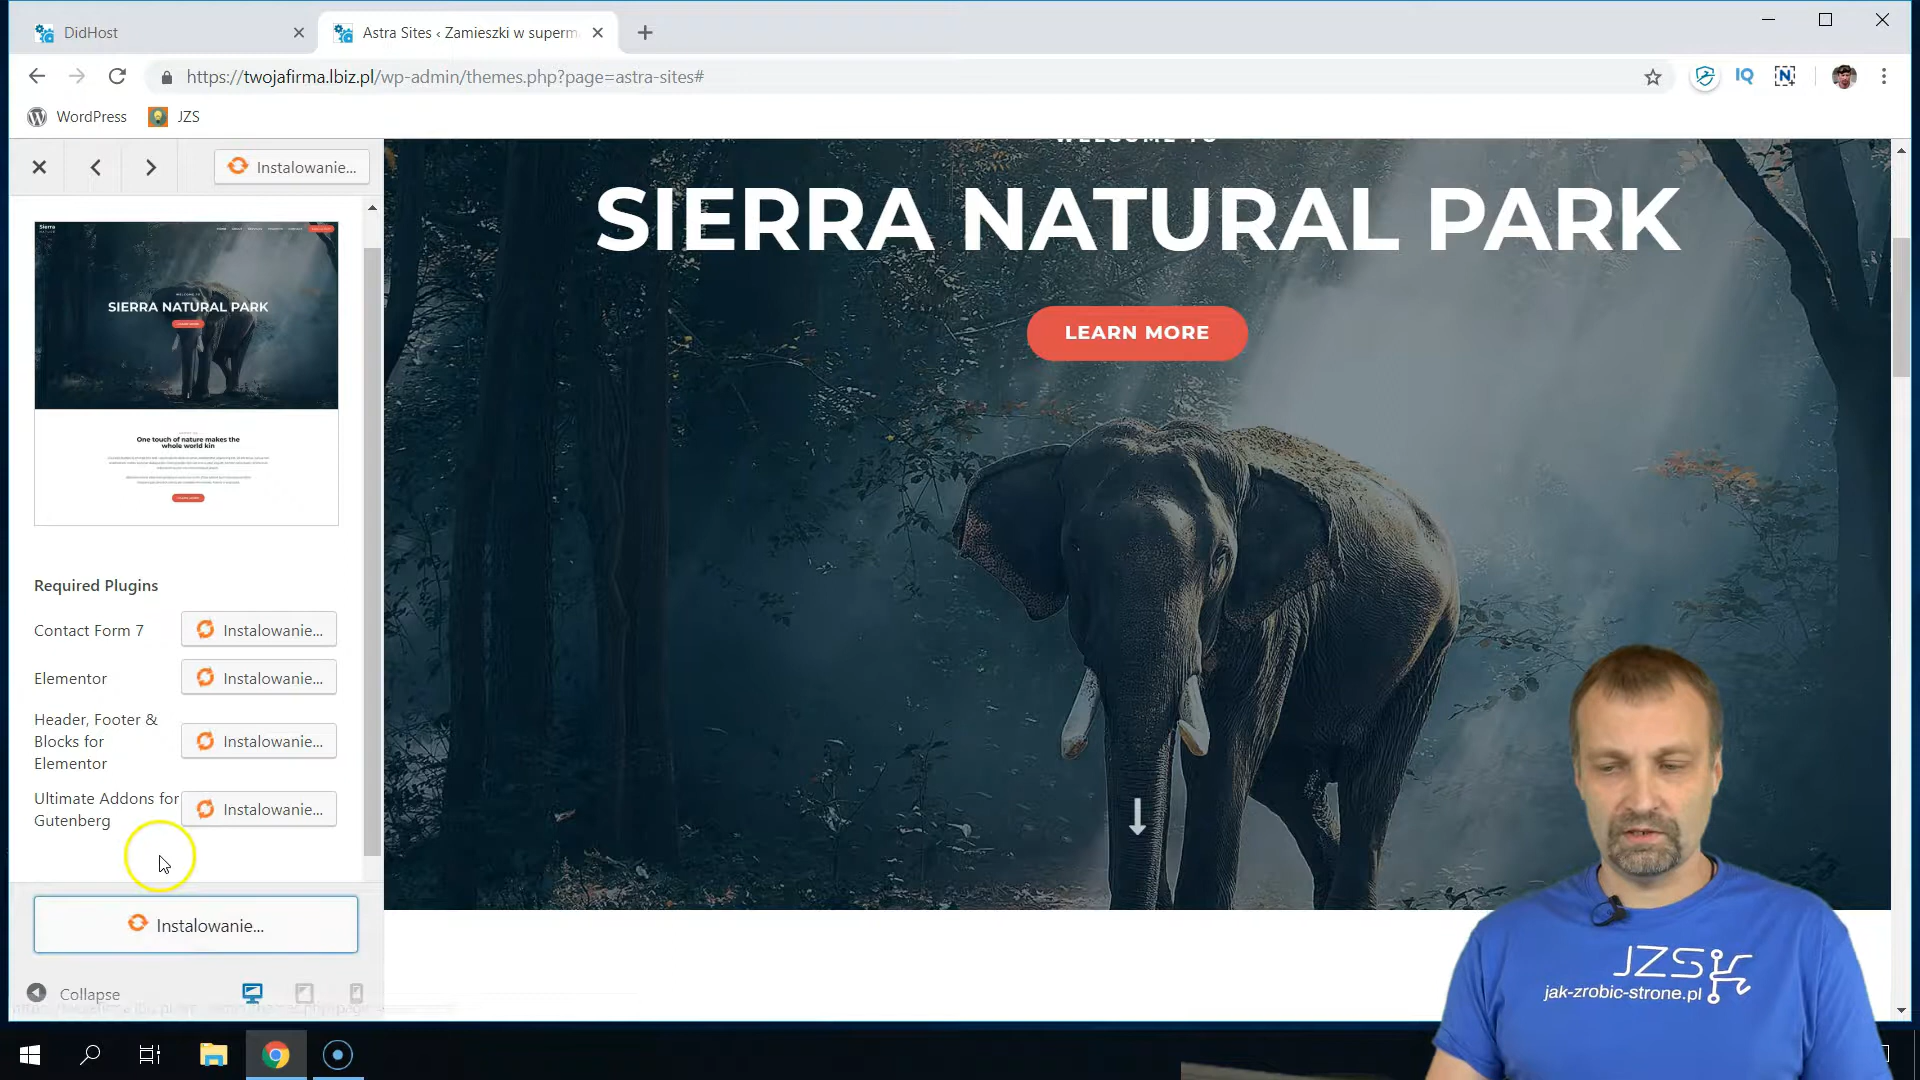 DidHost
Astra Sites ‹ Zamieszki w superm
https://twojafirma.lbiz.pl/wp-admin/themes.php?page=astra-sites#
IQ
N
WordPress
JZS
Instalowanie...
WELCOME TO
SIERRA NATURAL PARK
LEARN MORE
Sierra
SIERRA NATURAL PARK
One touch of nature makes the
whole world kin
Required Plugins
Contact Form 7
Instalowanie...
Elementor
Instalowanie...
Header, Footer &
Blocks for
Elementor
Instalowanie...
Ultimate Addons for
Gutenberg
Instalowanie...
Instalowanie...
Collapse
JZS
jak-zrobic-strone.pl